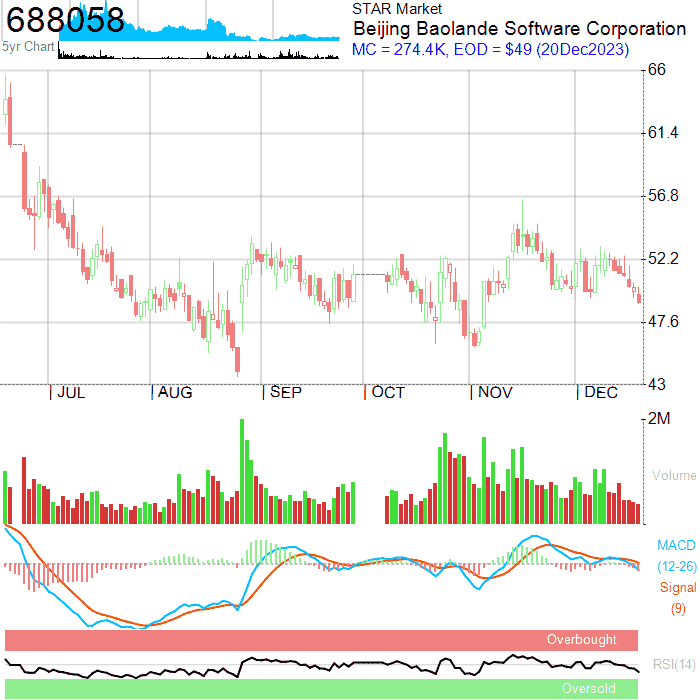 688058
STAR Market
Beijing Baolande Software Corporation
5yr Chart
MC = 274.4K, EOD = $49 (20Dec2023)
66
61.4
56.8
52.2
47.6
43
JUL AUG SEP OCT NOV DEC
2M
Volume
MACD
(12-26)
Signal
(9)
Overbought
RSI(14)
Oversold